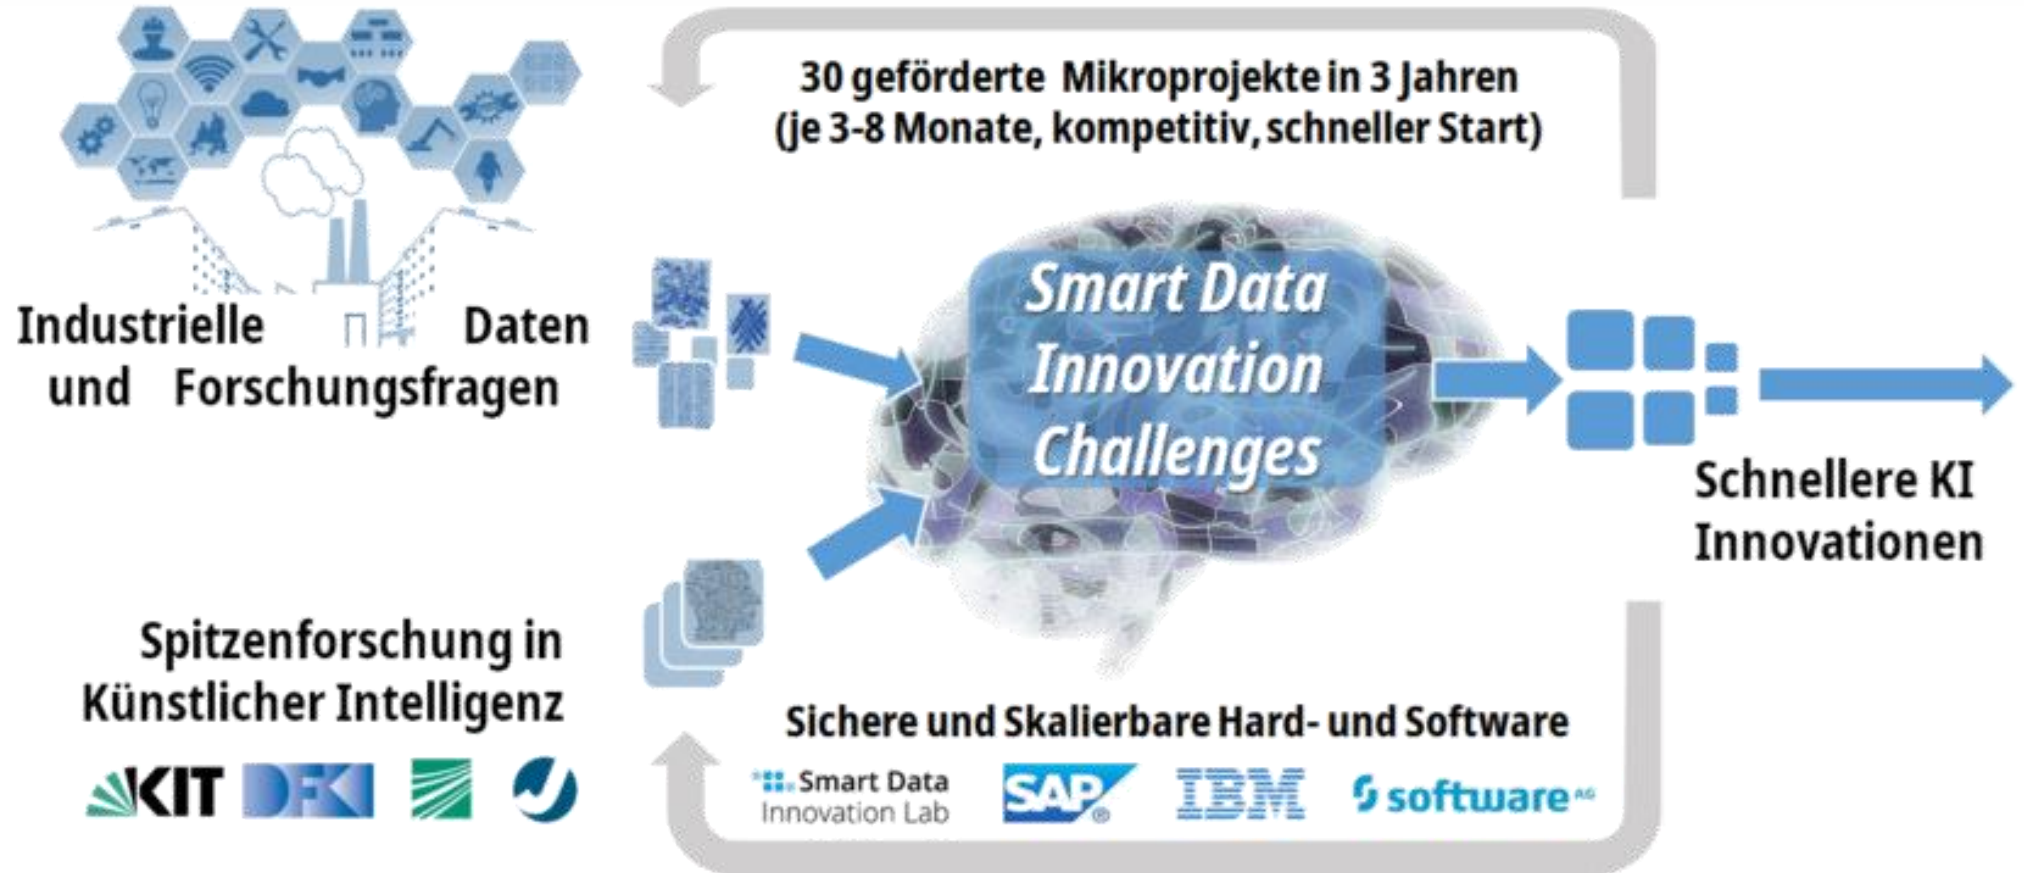 30 geförderte Mikroprojekte in 3 Jahren
(je 3-8 Monate, kompetitiv, schneller Start)
Industrielle Daten
und Forschungsfragen
Smart Data
Innovation
Challenges
Schnellere KI
Innovationen
Spitzenforschung in
Künstlicher Intelligenz
KIT DFKI
Sichere und Skalierbare Hard- und Software
Smart Data
Innovation Lab
SAP®
IBM
software AG